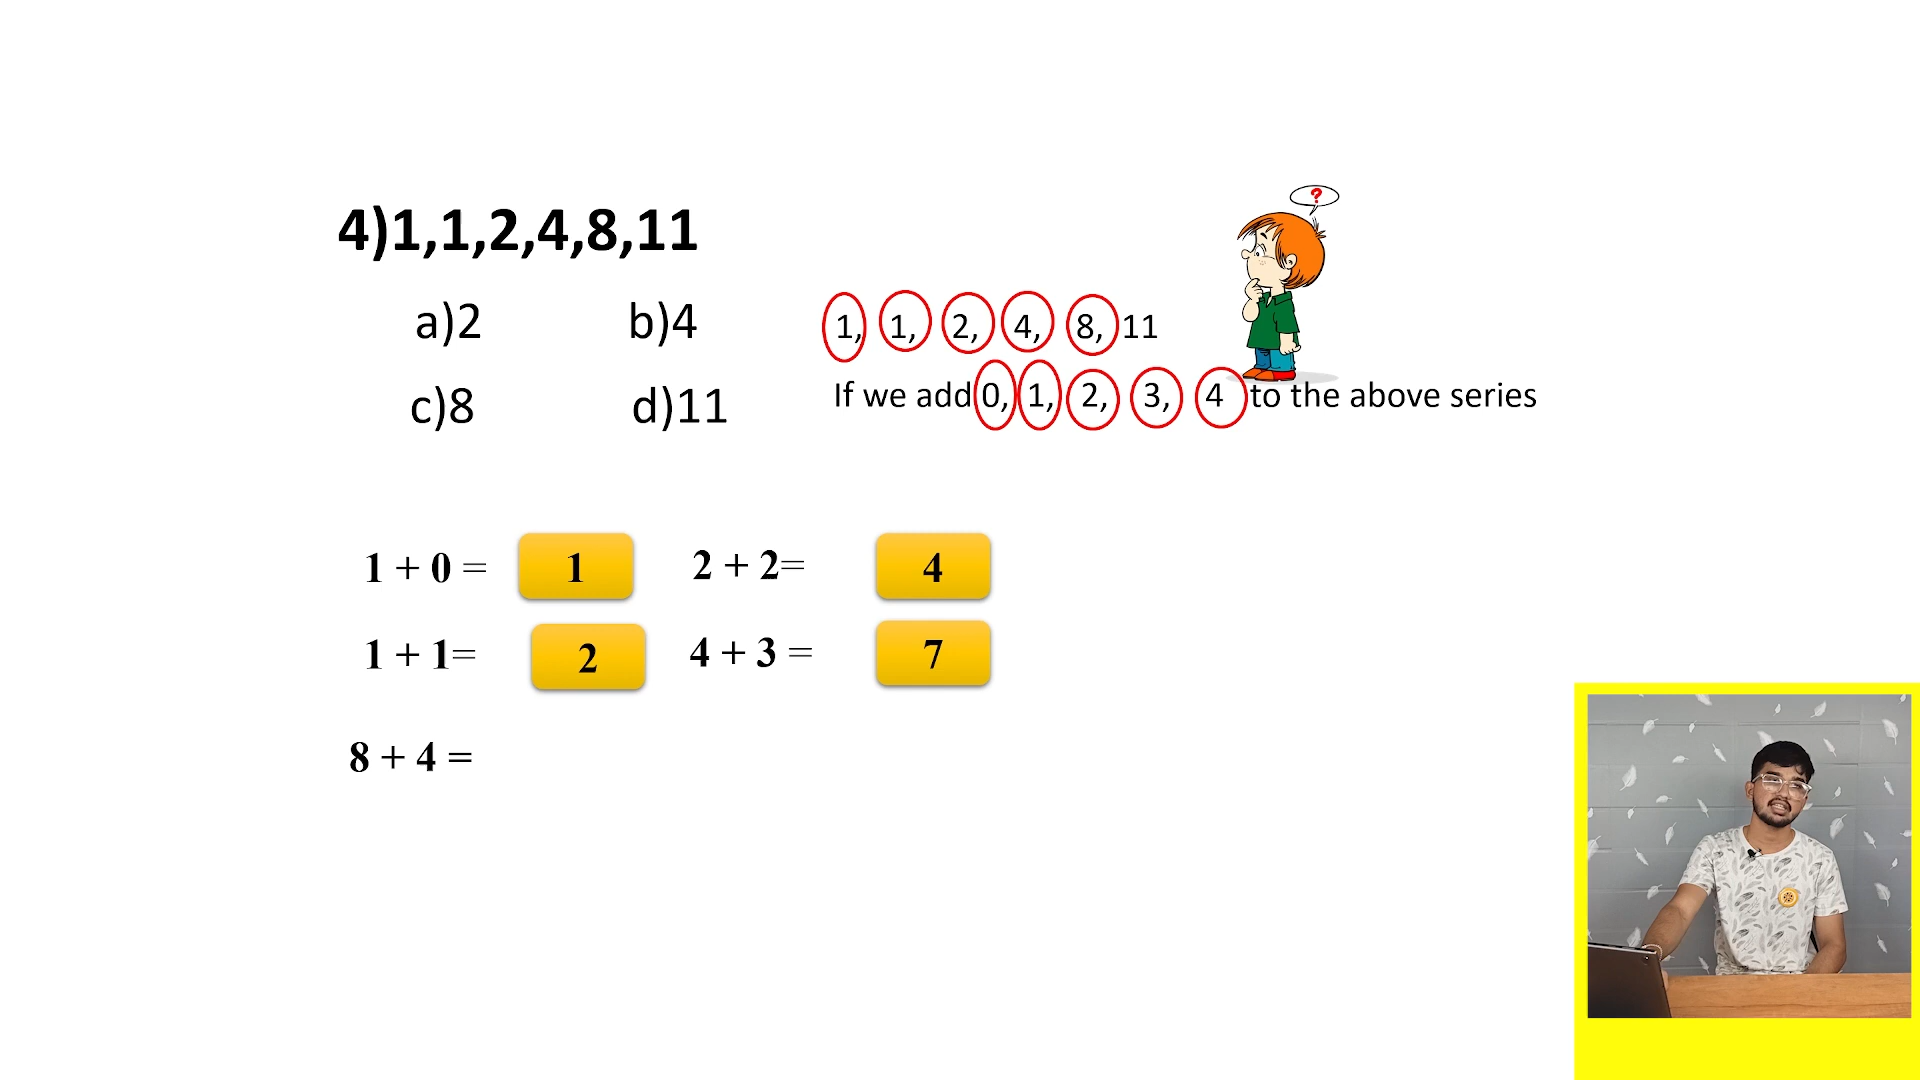 4)1,1,2,4,8,11
a)2 b)4
c)8 d)11
?
1, 1, 2, 4, 8, 11
If we add 0, 1, 2, 3, 4 to the above series
1 + 0 = 1 2 + 2= 4
1 + 1= 2 4 + 3 = 7
8 + 4 =